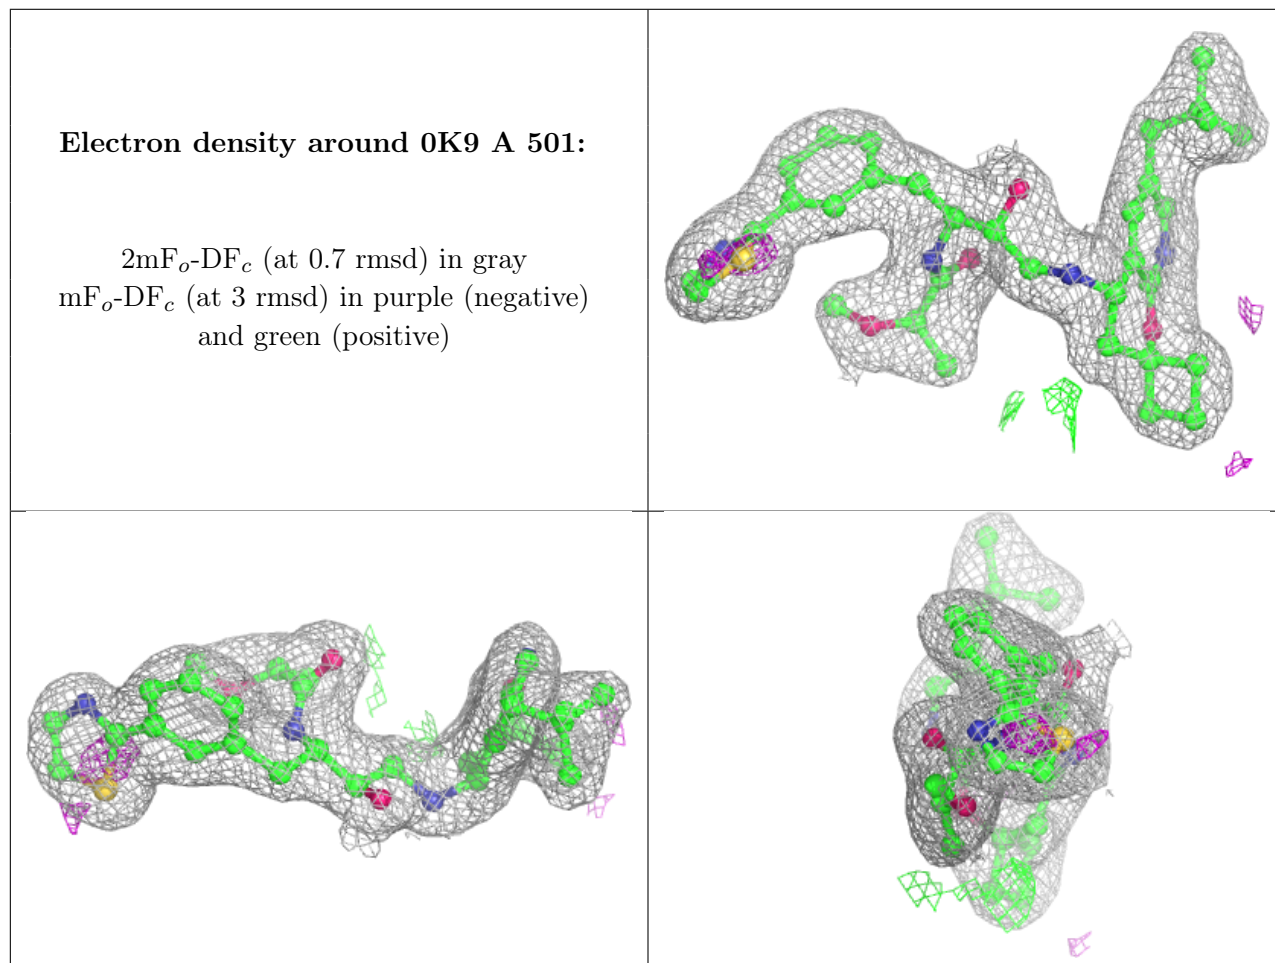 Electron density around 0K9 A 501:
2mFₒ-DF𝒸 (at 0.7 rmsd) in gray
mFₒ-DF𝒸 (at 3 rmsd) in purple (negative)
and green (positive)